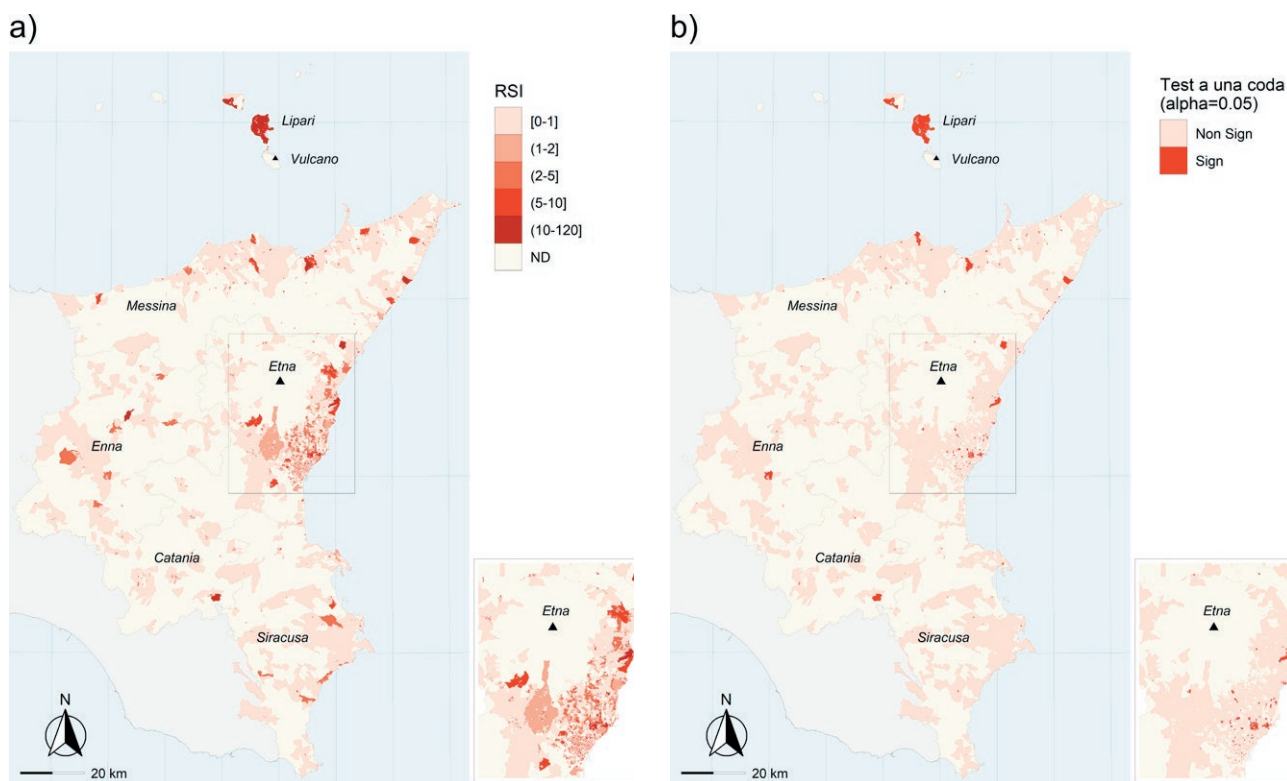 a)
RSI
[0-1]
(1-2]
(2-5]
(5-10]
(10-120]
ND
Lipari
Vulcano
Messina
Etna
Enna
Catania
Siracusa
Etna
N
20 km
b)
Test a una coda
(alpha=0.05)
Non Sign
Sign
Lipari
Vulcano
Messina
Etna
Enna
Catania
Siracusa
Etna
N
20 km